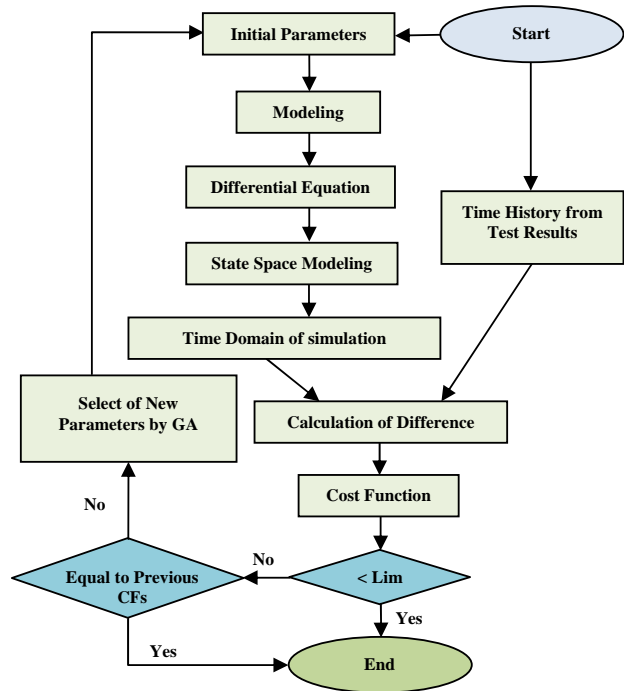 Initial Parameters
Start
Modeling
Differential Equation
Time History from
Test Results
State Space Modeling
Time Domain of simulation
Select of New
Parameters by GA
Calculation of Difference
Cost Function
No
No
Equal to Previous
CFs
< Lim
Yes
Yes
End